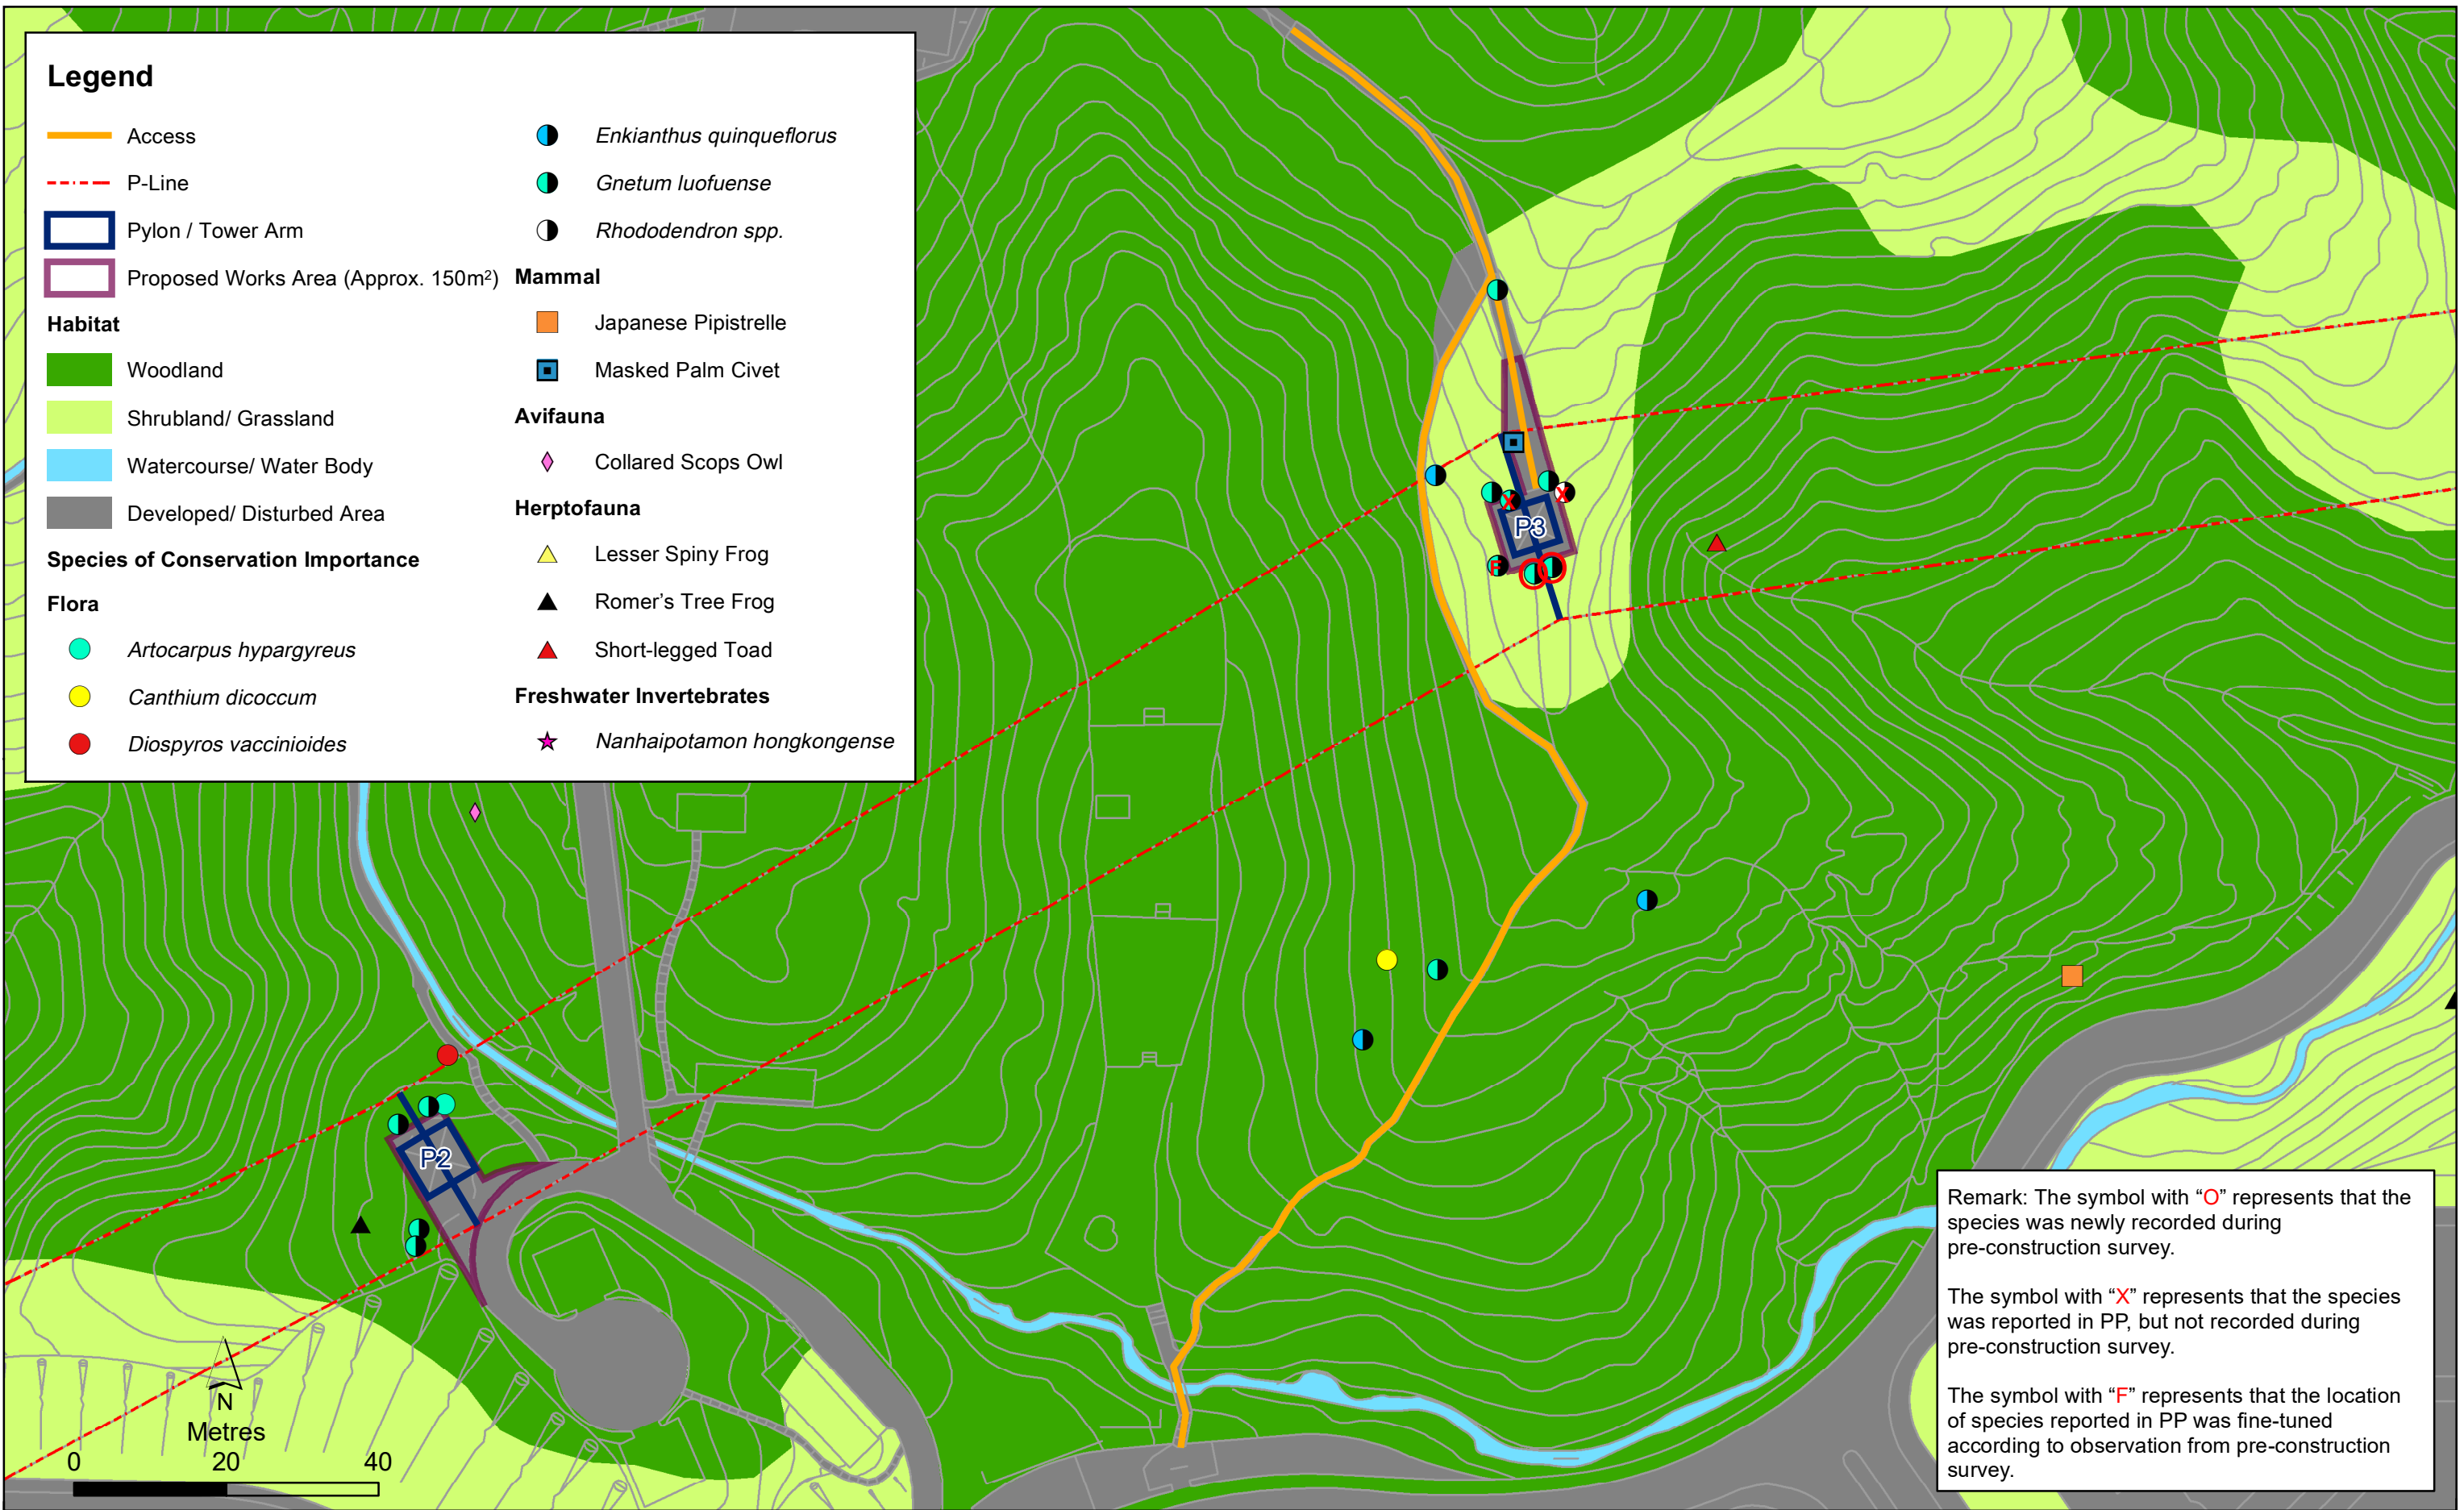 Legend
Access
P-Line
Pylon / Tower Arm
Proposed Works Area (Approx. 150m²)
Habitat
Woodland
Shrubland/ Grassland
Watercourse/ Water Body
Developed/ Disturbed Area
Species of Conservation Importance
Flora
Artocarpus hypargyreus
Canthium dicoccum
Diospyros vaccinioides
Enkianthus quinqueflorus
Gnetum luofuense
Rhododendron spp.
Mammal
Japanese Pipistrelle
Masked Palm Civet
Avifauna
Collared Scops Owl
Herptofauna
Lesser Spiny Frog
Romer's Tree Frog
Short-legged Toad
Freshwater Invertebrates
Nanhaipotamon hongkongense
X
X
P3
F
P2
N
Metres
0 20 40
Remark: The symbol with “O” represents that the
species was newly recorded during
pre-construction survey.
The symbol with “X” represents that the species
was reported in PP, but not recorded during
pre-construction survey.
The symbol with “F” represents that the location
of species reported in PP was fine-tuned
according to observation from pre-construction
survey.